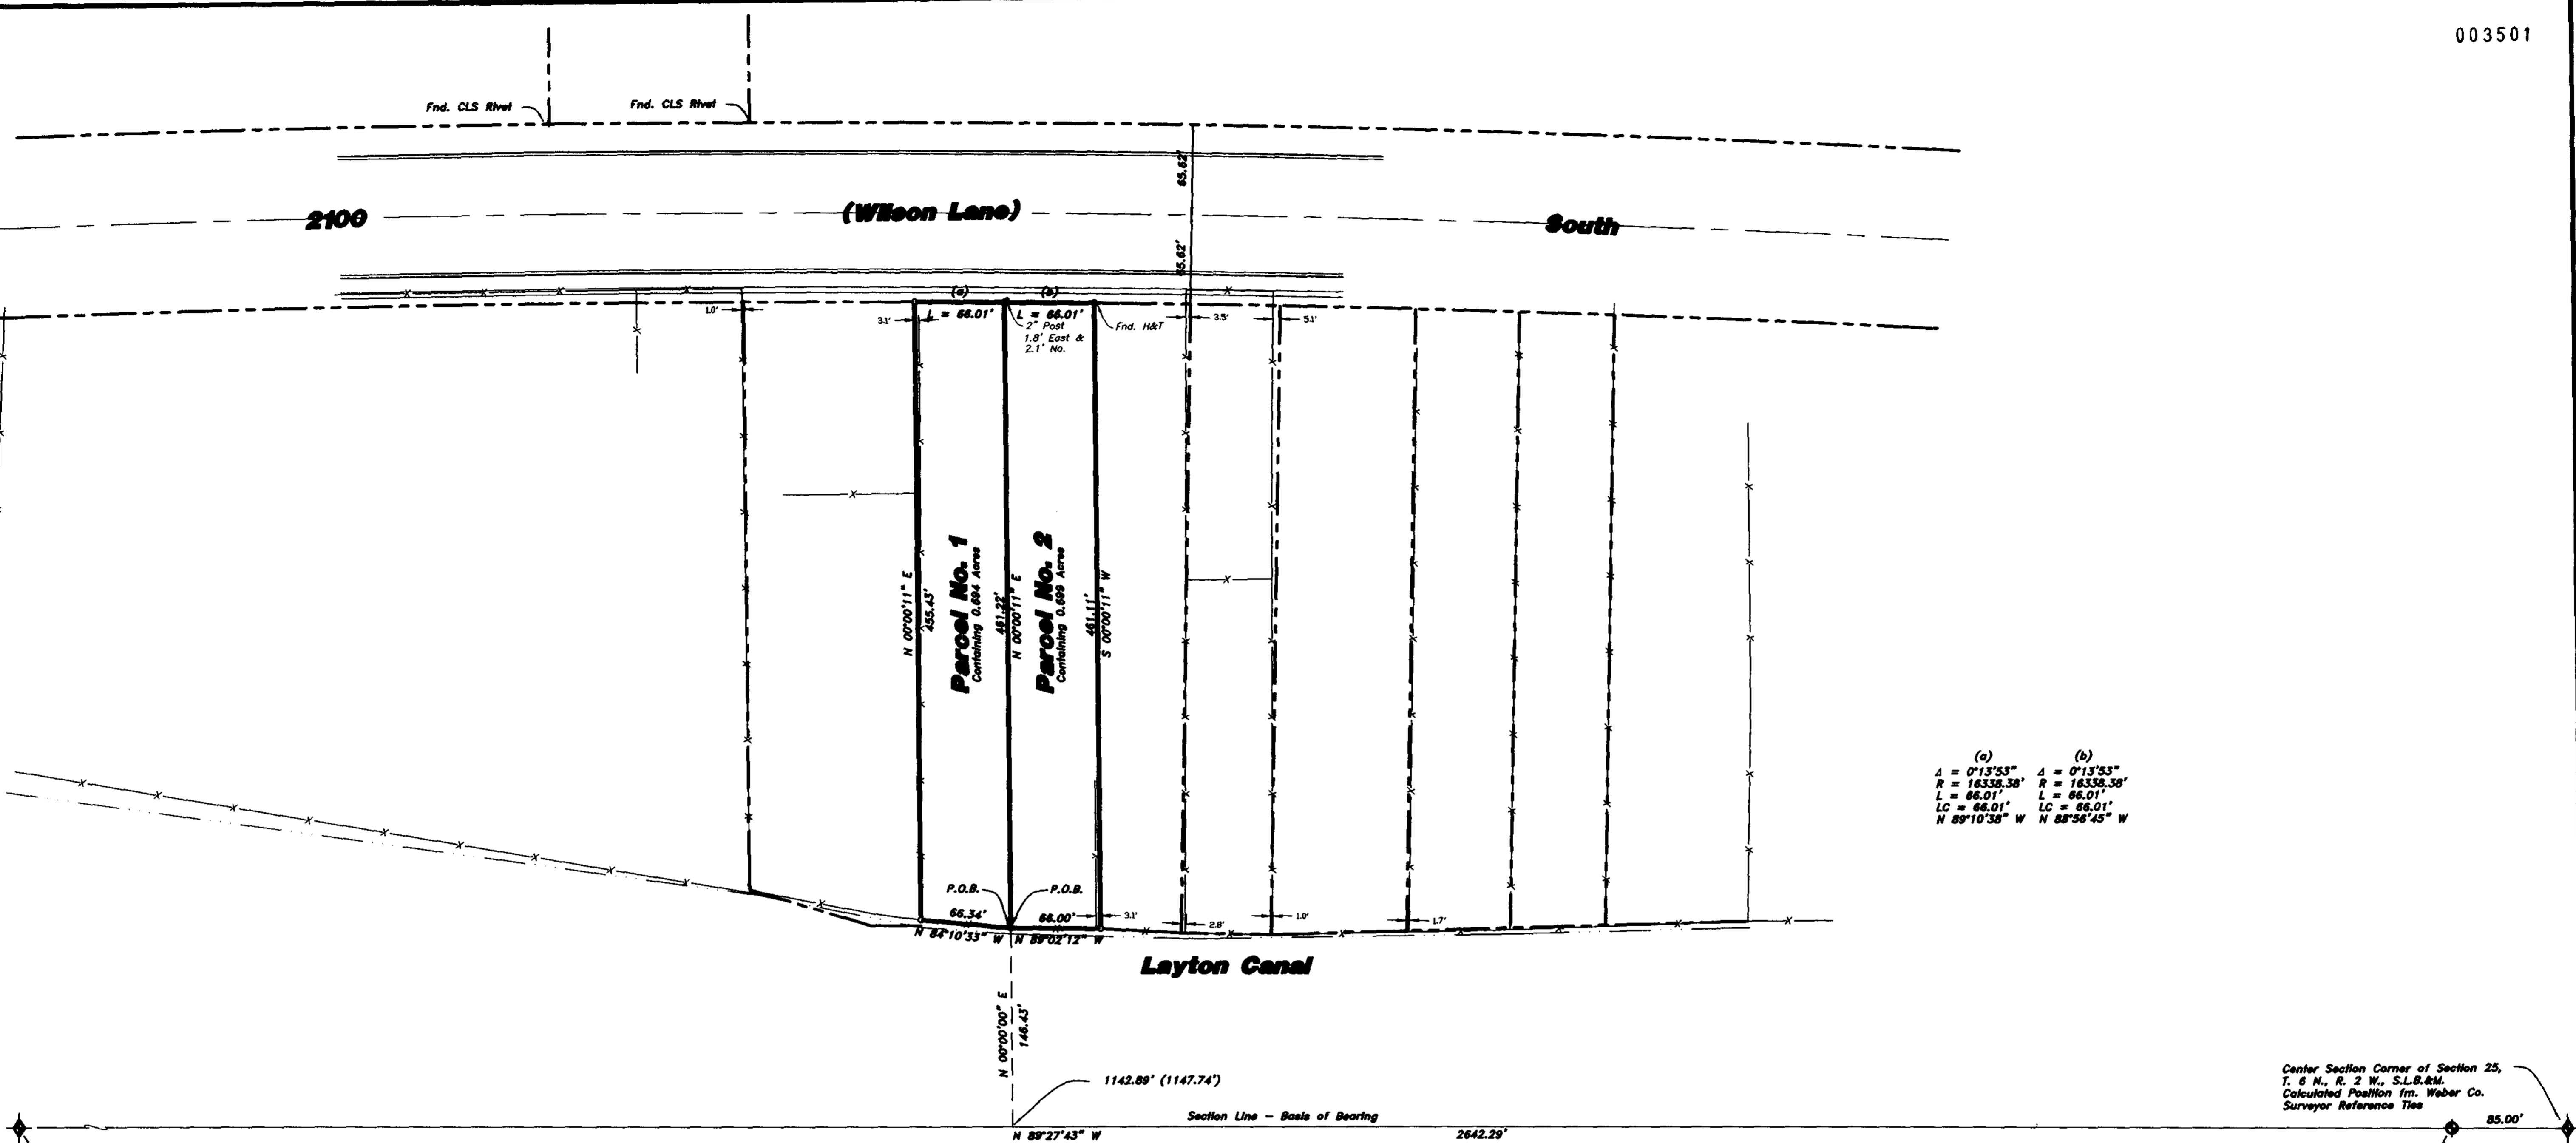 003501
Fnd. CLS Rivet
Fnd. CLS Rivet
65.62'
2100
(Wilson Lane)
South
65.62'
(a)
(b)
1.0'
3.1'
L = 66.01'
L = 66.01'
2" Post
1.8' East &
2.1' No.
Fnd. H&T
3.5'
5.1'
N 00°00'11" E
455.43'
Parcel No. 1
Containing 0.694 Acres
461.22'
N 00°00'11" E
Parcel No. 2
Containing 0.699 Acres
461.11'
S 00°00'11" W
(a)
Δ = 0°13'53"
R = 16338.38'
L = 66.01'
LC = 66.01'
N 89°10'38" W
(b)
Δ = 0°13'53"
R = 16338.38'
L = 66.01'
LC = 66.01'
N 88°56'45" W
P.O.B.
P.O.B.
66.34'
66.00'
3.1'
2.8'
1.0'
1.7'
N 84°10'33" W
N 89°02'12" W
Layton Canal
N 00°00'00" E
146.43'
1142.89' (1147.74')
Center Section Corner of Section 25,
T. 6 N., R. 2 W., S.L.B.&M.
Calculated Position fm. Weber Co.
Surveyor Reference Ties
85.00'
Section Line - Basis of Bearing
N 89°27'43" W
2642.29'